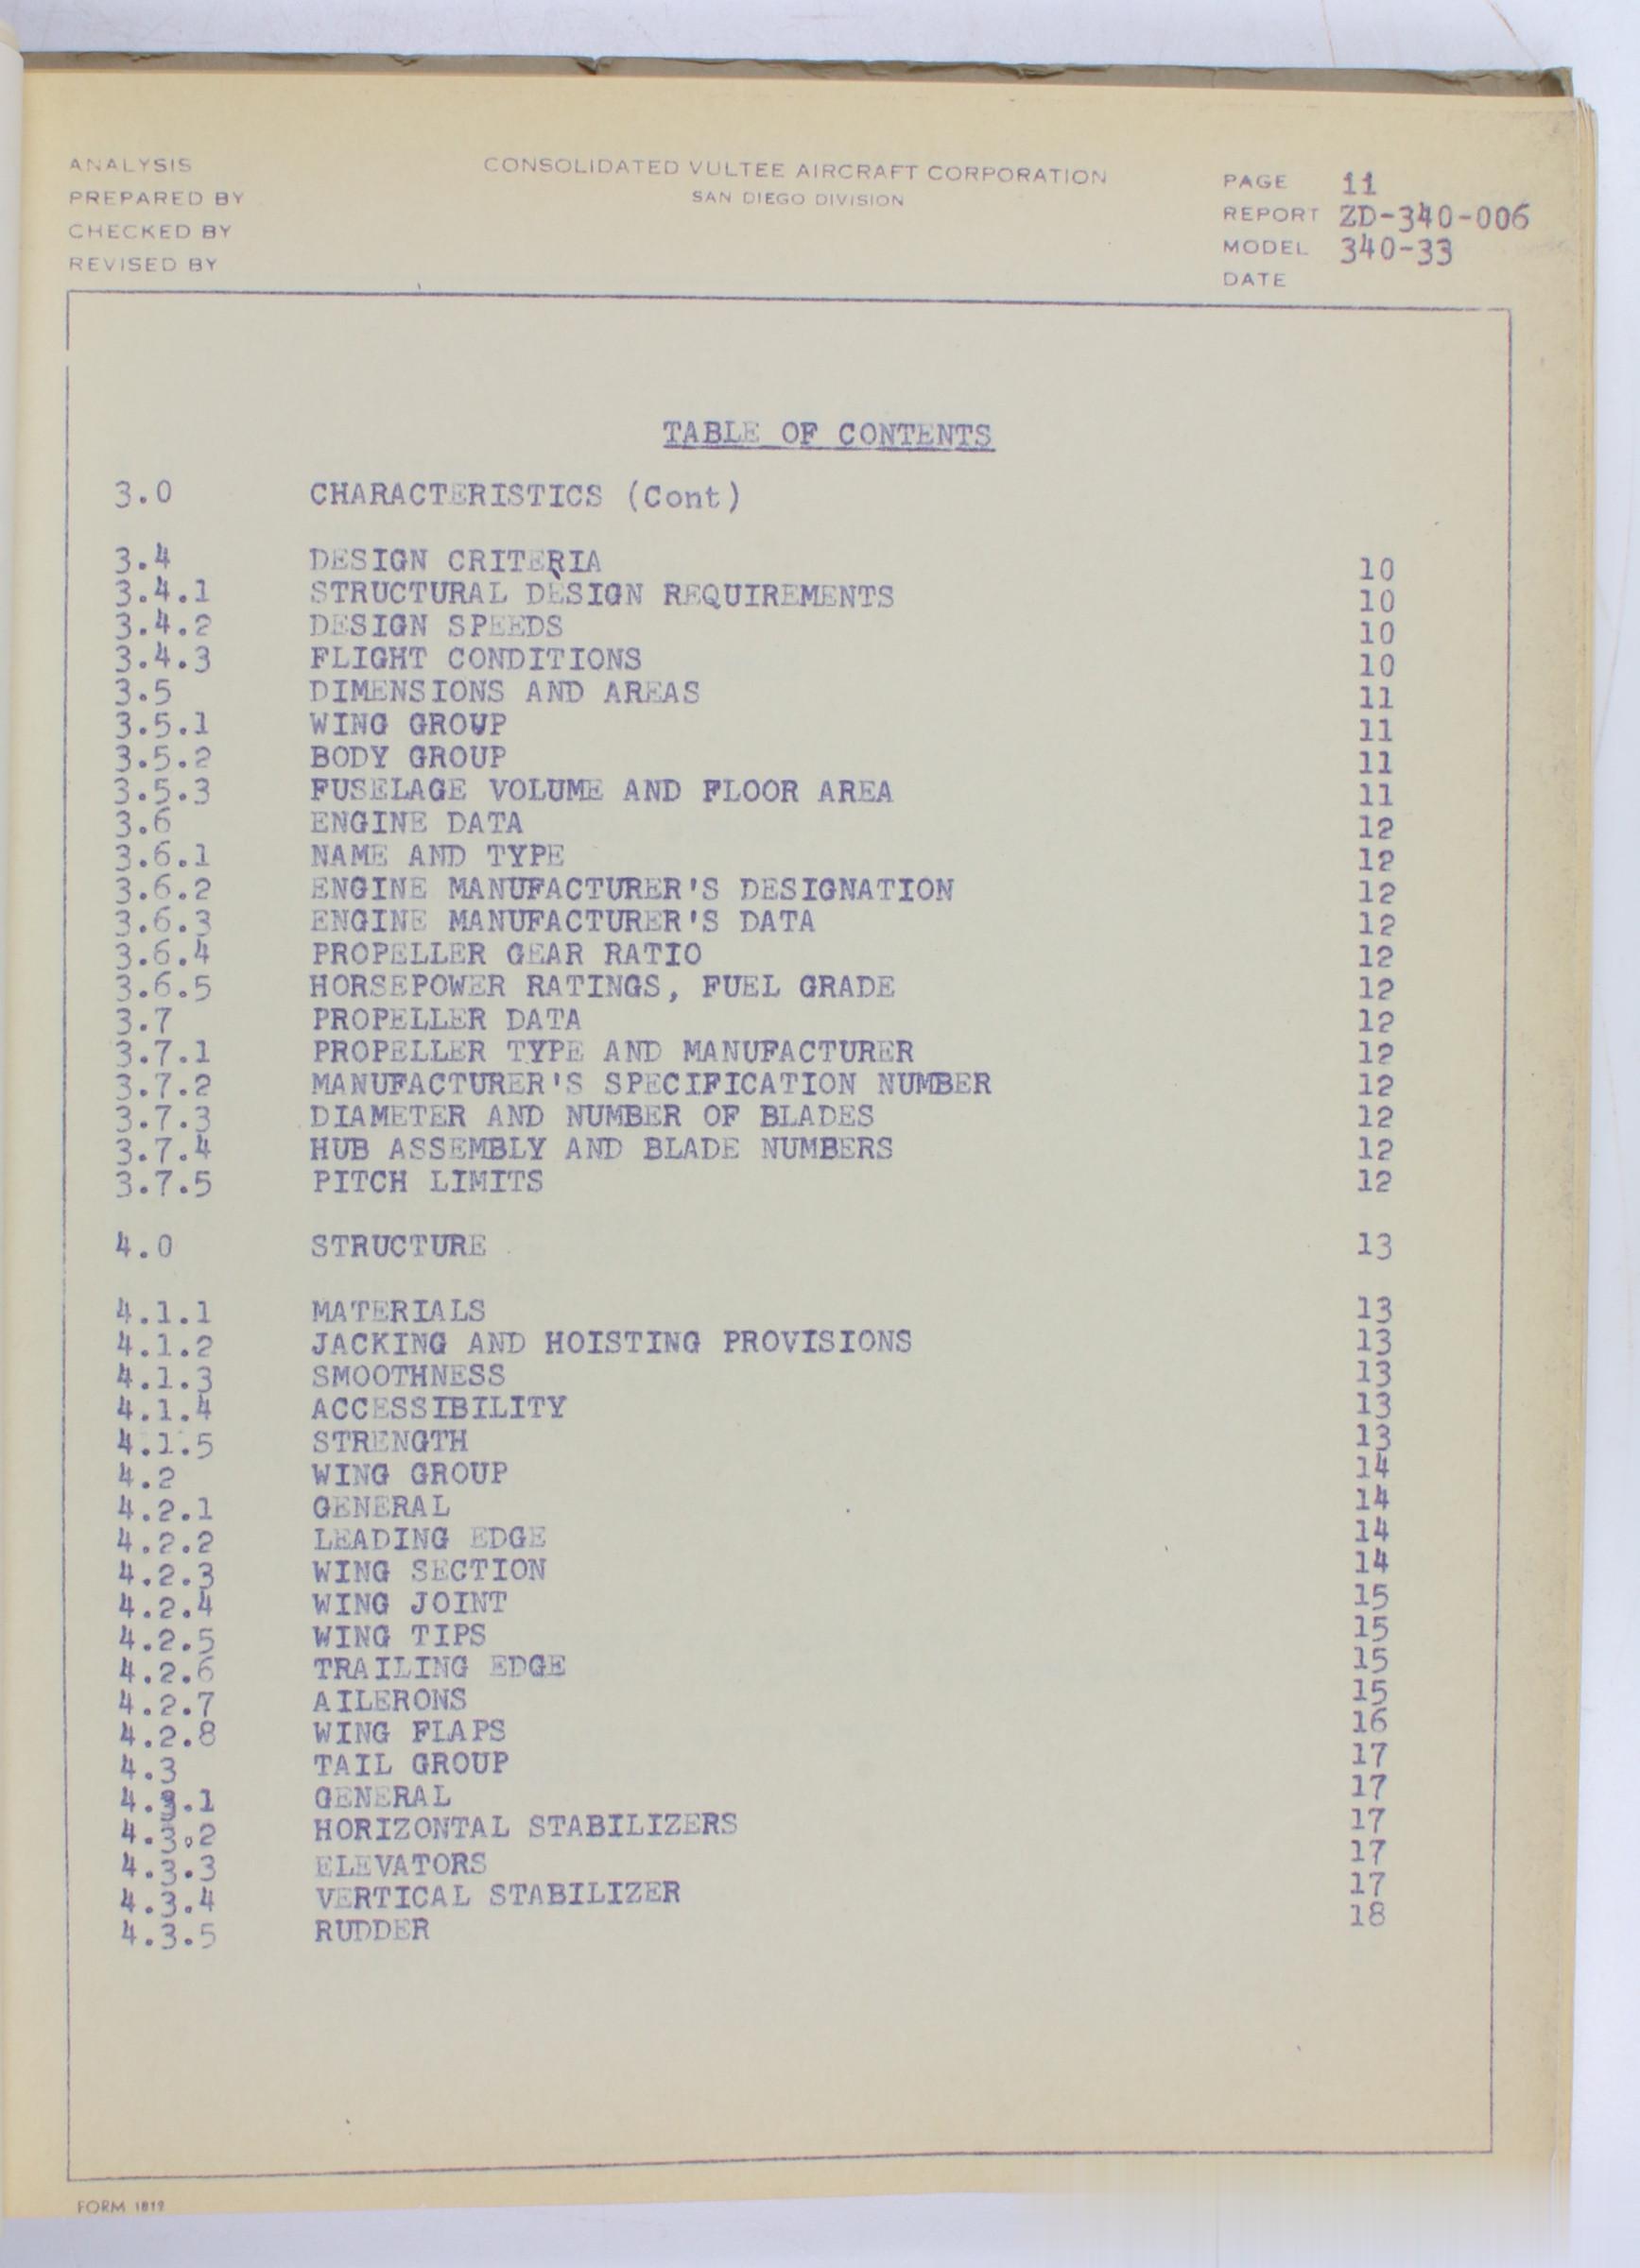 ANALYSIS
PREPARED BY
CHECKED BY
REVISED BY
CONSOLIDATED VULTEE AIRCRAFT CORPORATION
SAN DIEGO DIVISION
PAGE 11
REPORT ZD-340-006
MODEL 340-33
DATE
TABLE OF CONTENTS
3.0 CHARACTERISTICS (Cont)
3.4 DESIGN CRITERIA 10
3.4.1 STRUCTURAL DESIGN REQUIREMENTS 10
3.4.2 DESIGN SPEEDS 10
3.4.3 FLIGHT CONDITIONS 10
3.5 DIMENSIONS AND AREAS 11
3.5.1 WING GROUP 11
3.5.2 BODY GROUP 11
3.5.3 FUSELAGE VOLUME AND FLOOR AREA 11
3.6 ENGINE DATA 12
3.6.1 NAME AND TYPE 12
3.6.2 ENGINE MANUFACTURER'S DESIGNATION 12
3.6.3 ENGINE MANUFACTURER'S DATA 12
3.6.4 PROPELLER GEAR RATIO 12
3.6.5 HORSEPOWER RATINGS, FUEL GRADE 12
3.7 PROPELLER DATA 12
3.7.1 PROPELLER TYPE AND MANUFACTURER 12
3.7.2 MANUFACTURER'S SPECIFICATION NUMBER 12
3.7.3 DIAMETER AND NUMBER OF BLADES 12
3.7.4 HUB ASSEMBLY AND BLADE NUMBERS 12
3.7.5 PITCH LIMITS 12
4.0 STRUCTURE 13
4.1.1 MATERIALS 13
4.1.2 JACKING AND HOISTING PROVISIONS 13
4.1.3 SMOOTHNESS 13
4.1.4 ACCESSIBILITY 13
4.1.5 STRENGTH 13
4.2 WING GROUP 14
4.2.1 GENERAL 14
4.2.2 LEADING EDGE 14
4.2.3 WING SECTION 14
4.2.4 WING JOINT 15
4.2.5 WING TIPS 15
4.2.6 TRAILING EDGE 15
4.2.7 AILERONS 15
4.2.8 WING FLAPS 16
4.3 TAIL GROUP 17
4.3.1 GENERAL 17
4.3.2 HORIZONTAL STABILIZERS 17
4.3.3 ELEVATORS 17
4.3.4 VERTICAL STABILIZER 17
4.3.5 RUDDER 18
FORM 1812